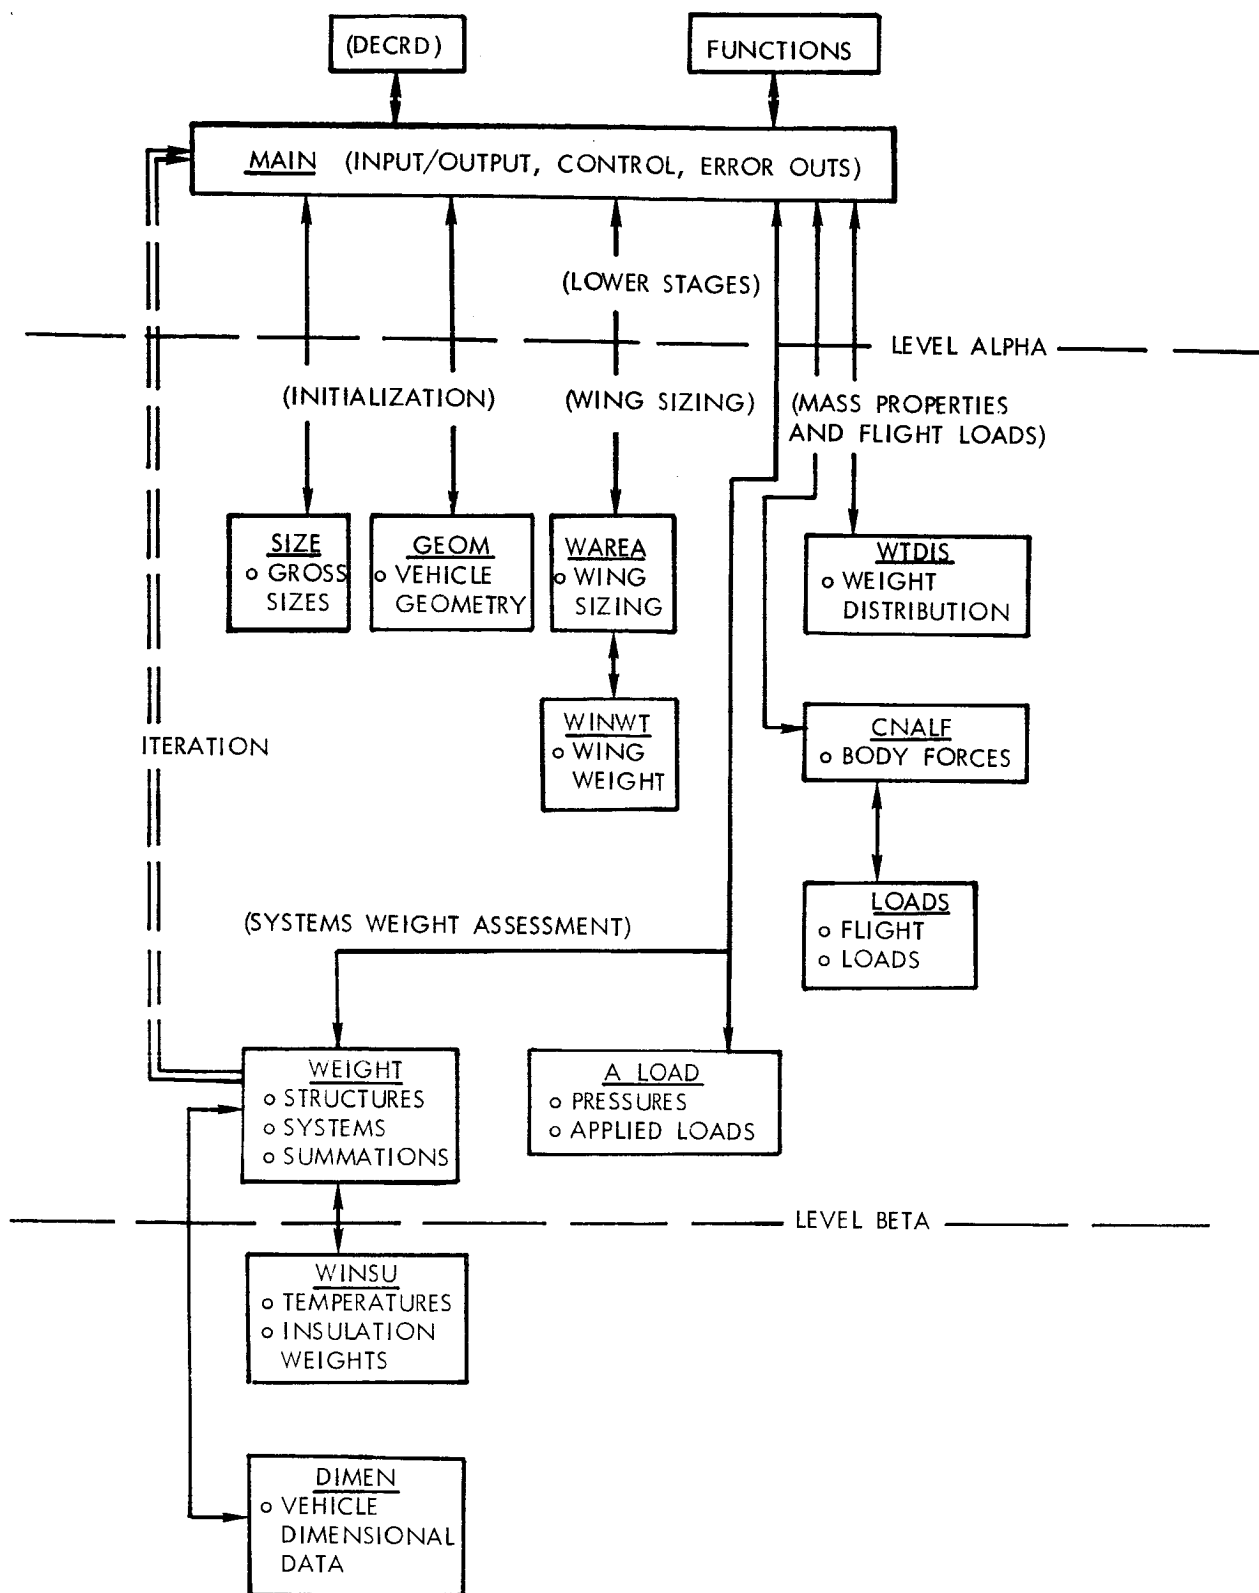 (DECRD)
FUNCTIONS
MAIN (INPUT/OUTPUT, CONTROL, ERROR OUTS)
(LOWER STAGES)
LEVEL ALPHA
(INITIALIZATION)
(WING SIZING)
(MASS PROPERTIES
AND FLIGHT LOADS)
SIZE
o GROSS
SIZES
GEOM
o VEHICLE
GEOMETRY
WAREA
o WING
SIZING
WTDIS
o WEIGHT
DISTRIBUTION
WINWT
o WING
WEIGHT
CNALF
o BODY FORCES
ITERATION
LOADS
o FLIGHT
o LOADS
(SYSTEMS WEIGHT ASSESSMENT)
WEIGHT
o STRUCTURES
o SYSTEMS
o SUMMATIONS
A LOAD
o PRESSURES
o APPLIED LOADS
LEVEL BETA
WINSU
o TEMPERATURES
o INSULATION
WEIGHTS
DIMEN
o VEHICLE
DIMENSIONAL
DATA